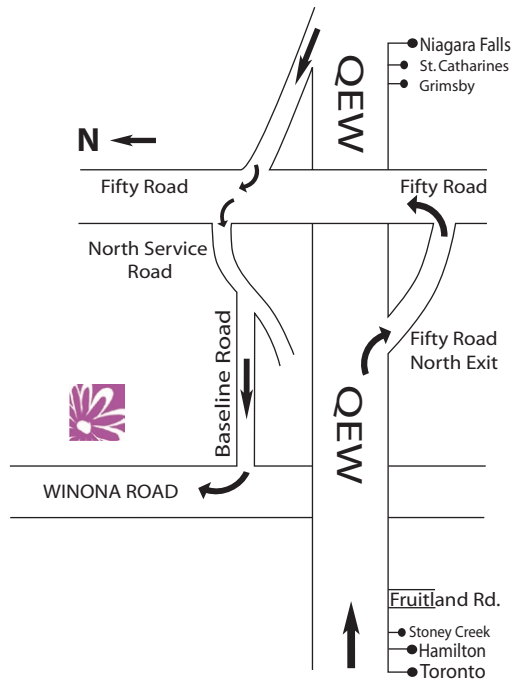 Niagara Falls
St. Catharines
Grimsby
QEW
N
Fifty Road
Fifty Road
North Service
Road
Fifty Road
North Exit
Baseline Road
QEW
WINONA ROAD
Fruitland Rd.
Stoney Creek
Hamilton
Toronto